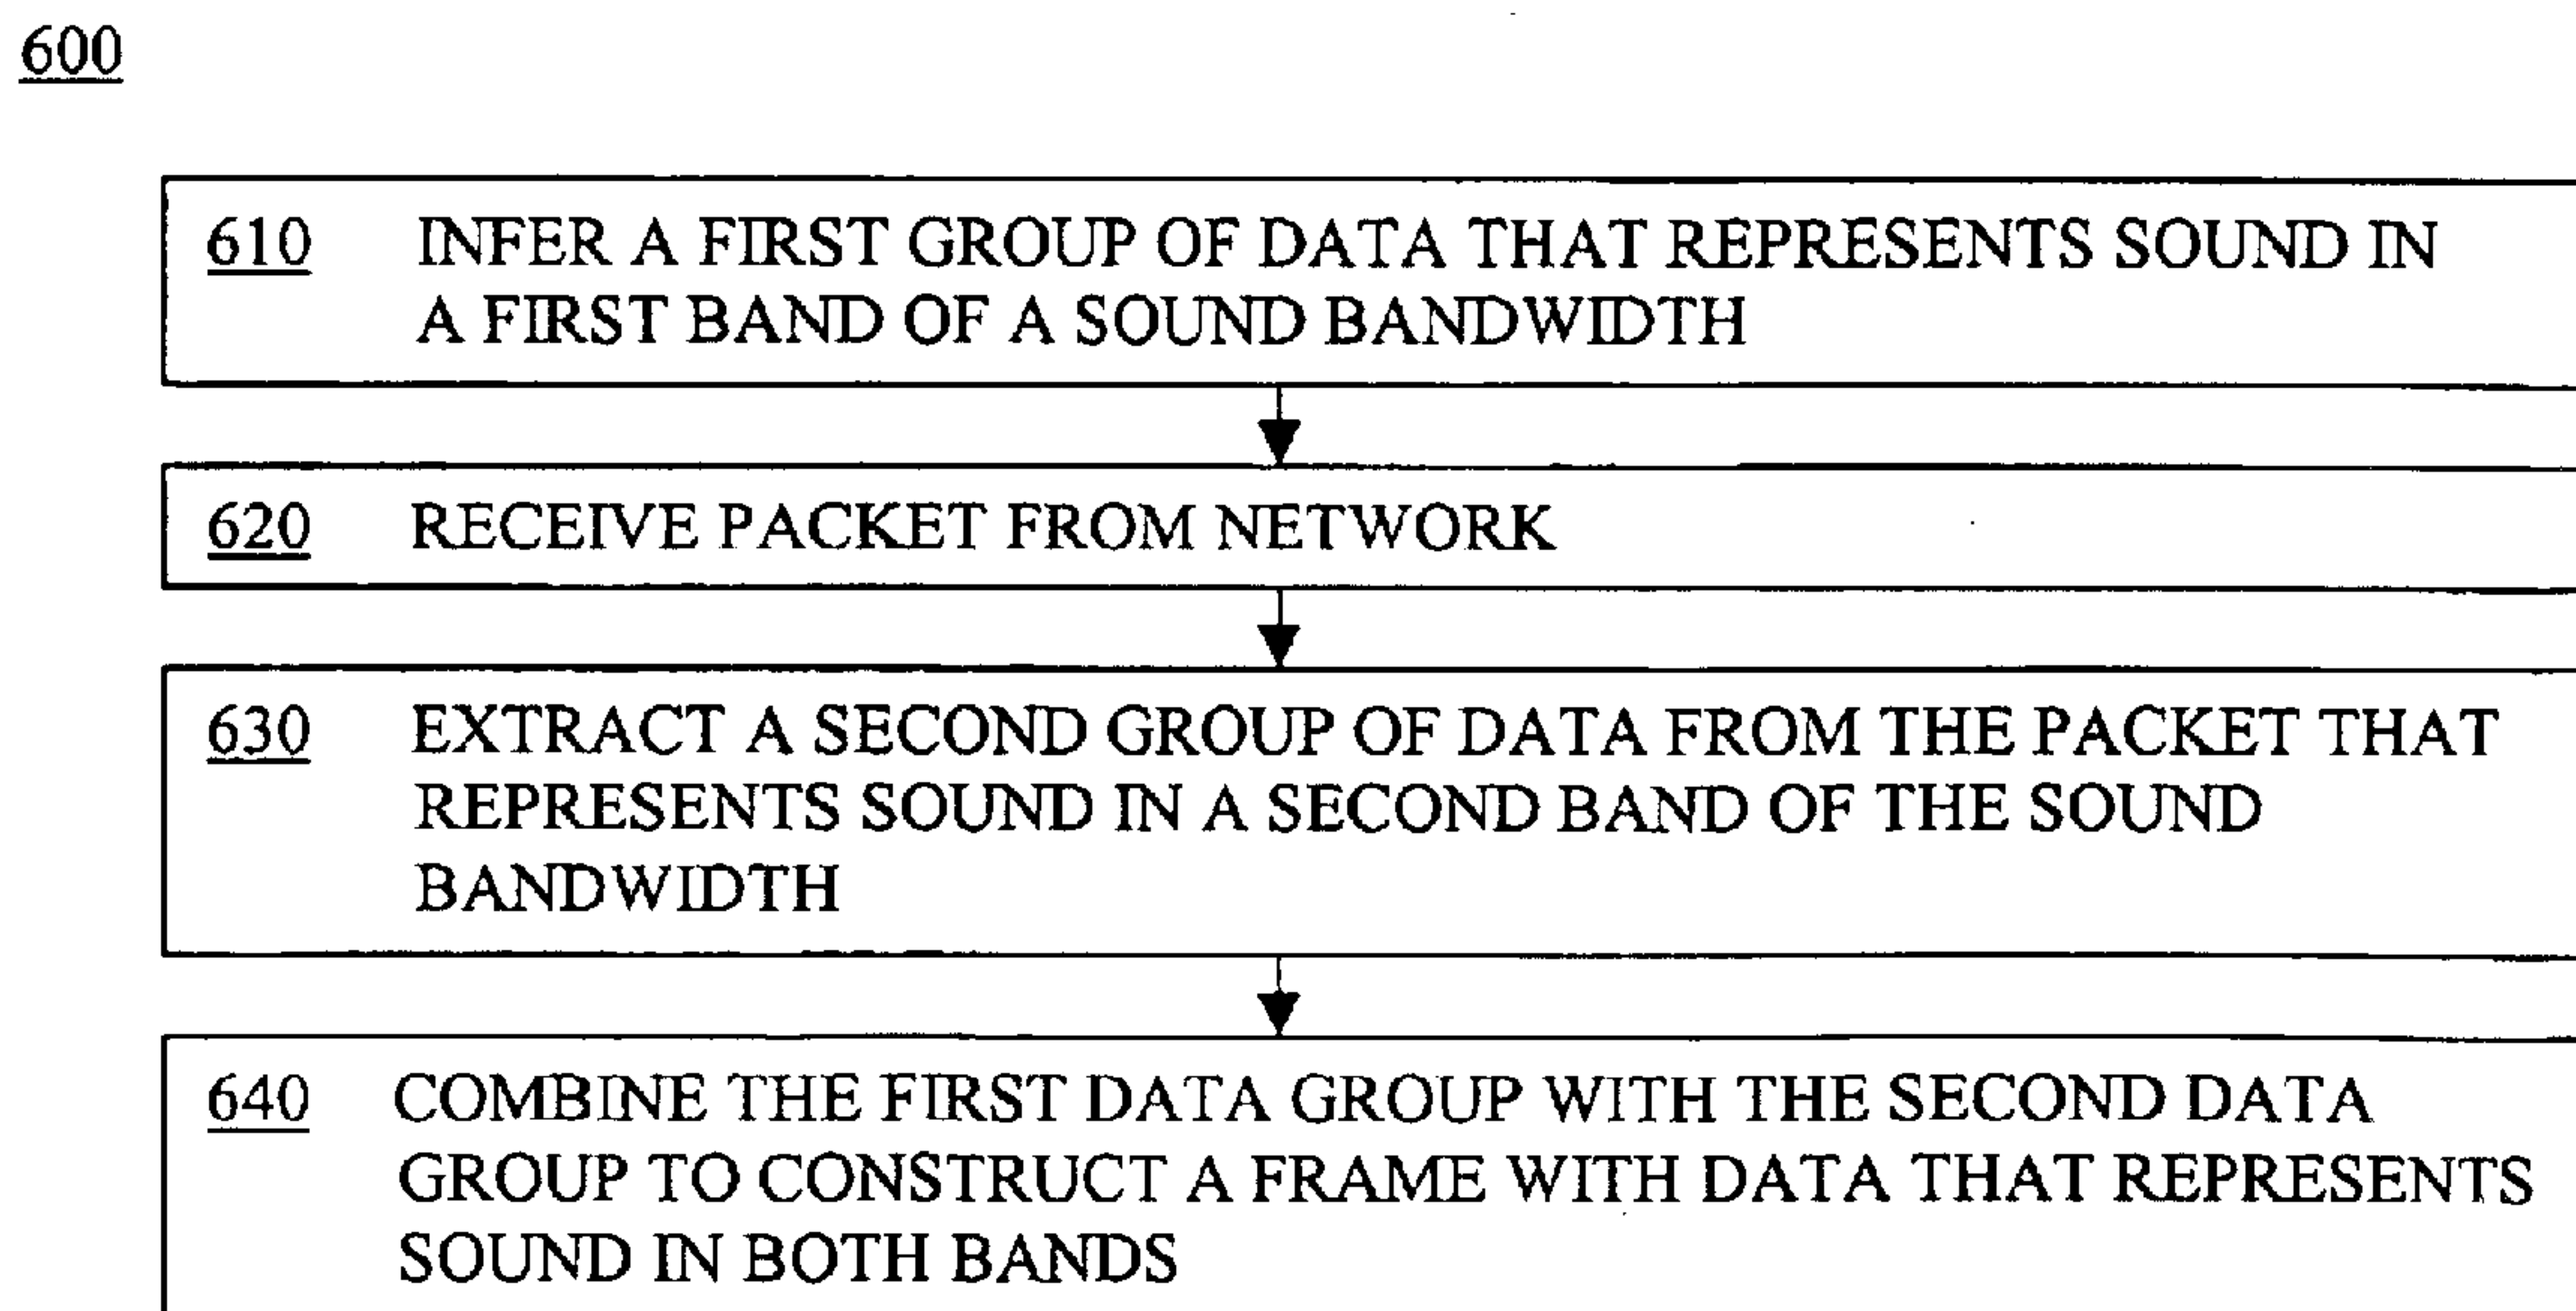 600
610 INFER A FIRST GROUP OF DATA THAT REPRESENTS SOUND IN
A FIRST BAND OF A SOUND BANDWIDTH
620 RECEIVE PACKET FROM NETWORK
630 EXTRACT A SECOND GROUP OF DATA FROM THE PACKET THAT
REPRESENTS SOUND IN A SECOND BAND OF THE SOUND
BANDWIDTH
640 COMBINE THE FIRST DATA GROUP WITH THE SECOND DATA
GROUP TO CONSTRUCT A FRAME WITH DATA THAT REPRESENTS
SOUND IN BOTH BANDS